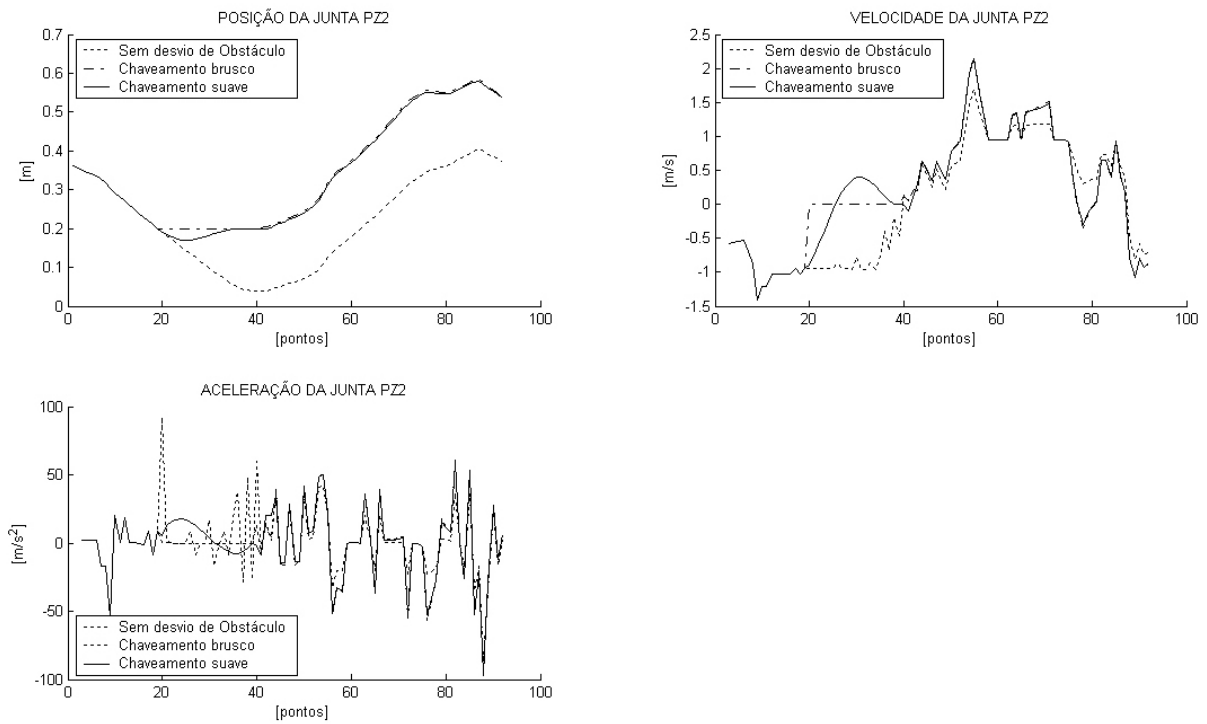 POSIÇÃO DA JUNTA PZ2
0.7
0.6
0.5
0.4
0.3
0.2
0.1
0
[m]
Sem desvio de Obstáculo
Chaveamento brusco
Chaveamento suave
0 20 40 60 80 100
[pontos]
VELOCIDADE DA JUNTA PZ2
2.5
2
1.5
1
0.5
0
-0.5
-1
-1.5
[m/s]
Sem desvio de Obstáculo
Chaveamento brusco
Chaveamento suave
0 20 40 60 80 100
[pontos]
ACELERAÇÃO DA JUNTA PZ2
100
50
0
-50
-100
[m/s²]
Sem desvio de Obstáculo
Chaveamento brusco
Chaveamento suave
0 20 40 60 80 100
[pontos]